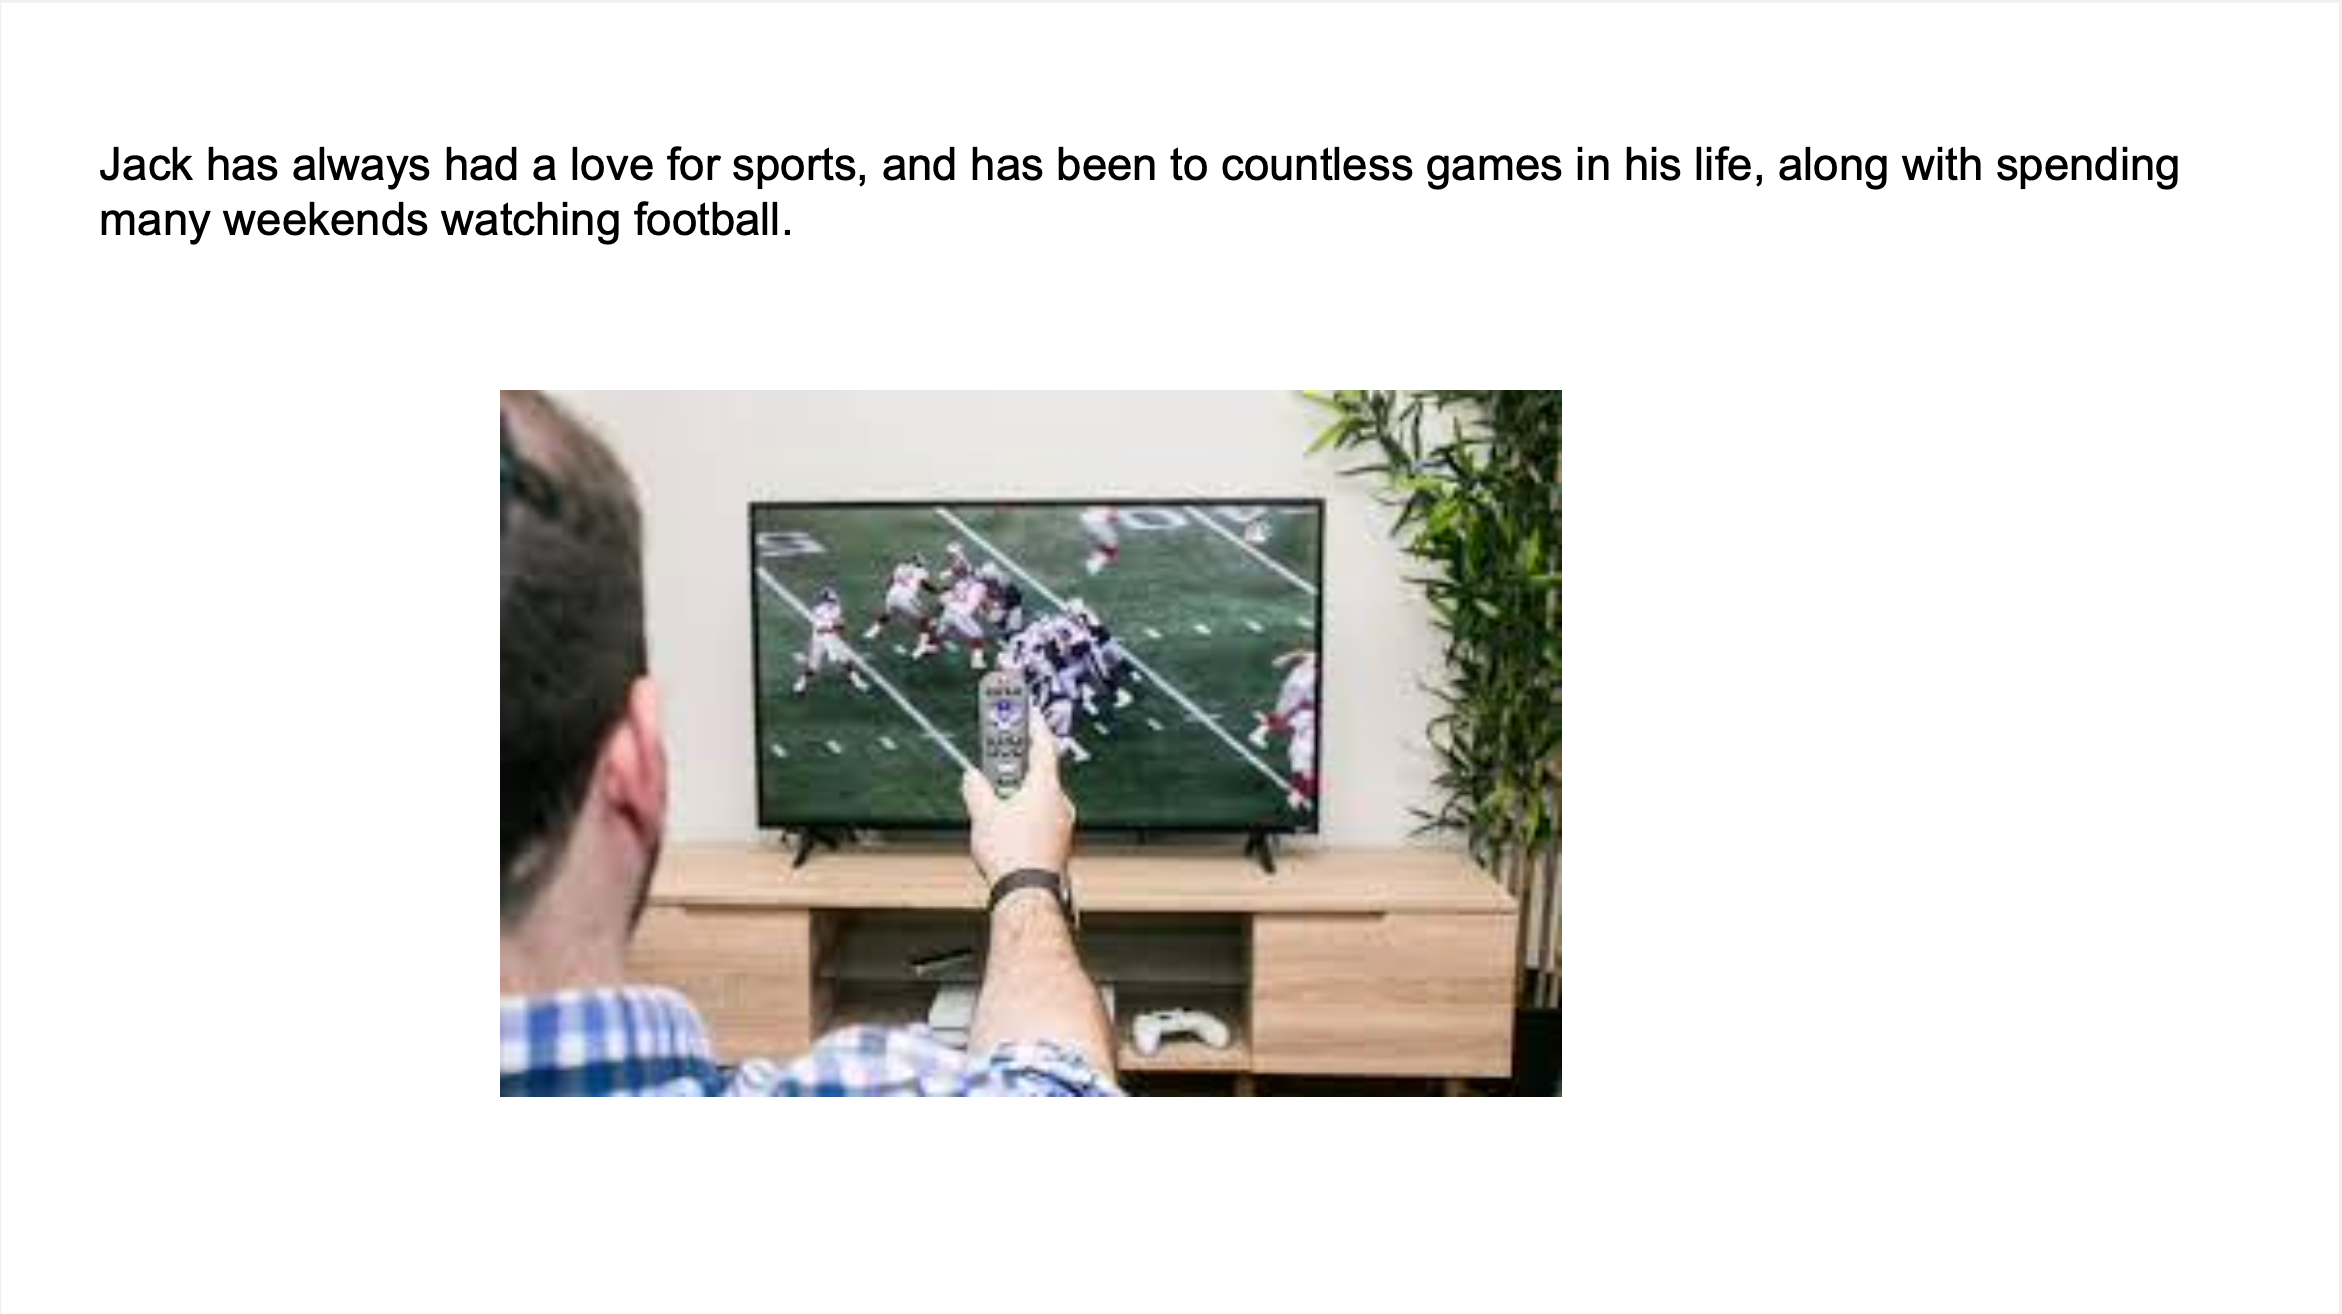 Jack has always had a love for sports, and has been to countless games in his life, along with spending
many weekends watching football.